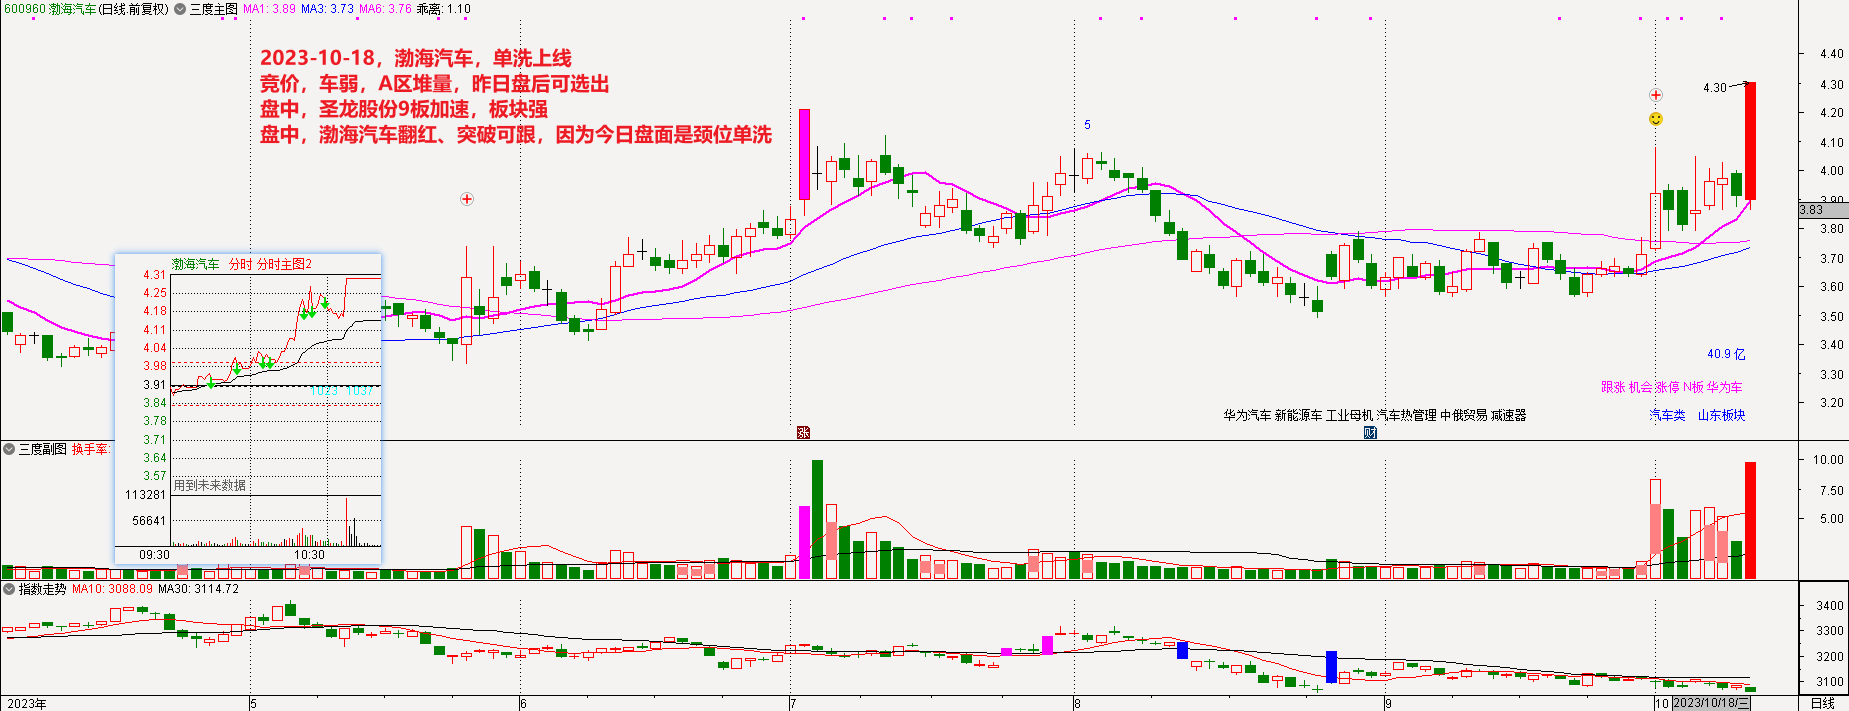 600960 渤海汽车(日线.前复权) 三度主图 MA1: 3.89 MA3: 3.73 MA6: 3.76 乖离: 1.10
2023-10-18，渤海汽车，单洗上线
竞价，车弱，A区堆量，昨日盘后可选出
盘中，圣龙股份9板加速，板块强
盘中，渤海汽车翻红、突破可跟，因为今日盘面是颈位单洗
5
4.30
4.40
4.30
4.20
4.10
4.00
3.90
3.83
3.80
3.70
3.60
3.50
3.40
3.30
3.20
40.9 亿
跟涨 机会 涨停 N板 华为车
华为汽车 新能源车 工业母机 汽车热管理 中俄贸易 减速器
汽车类 山东板块
涨
财
渤海汽车 分时 分时主图2
4.31
4.25
4.18
4.11
4.04
3.98
3.91
3.84
3.78
3.71
3.64
3.57
1023 1037
用到未来数据
113281
56641
09:30 10:30
三度副图 换手率:
10.00
7.50
5.00
指数走势 MA10: 3088.09 MA30: 3114.72
3400
3300
3200
3100
2023年 5 6 7 8 9 10 2023/10/18/三 日线